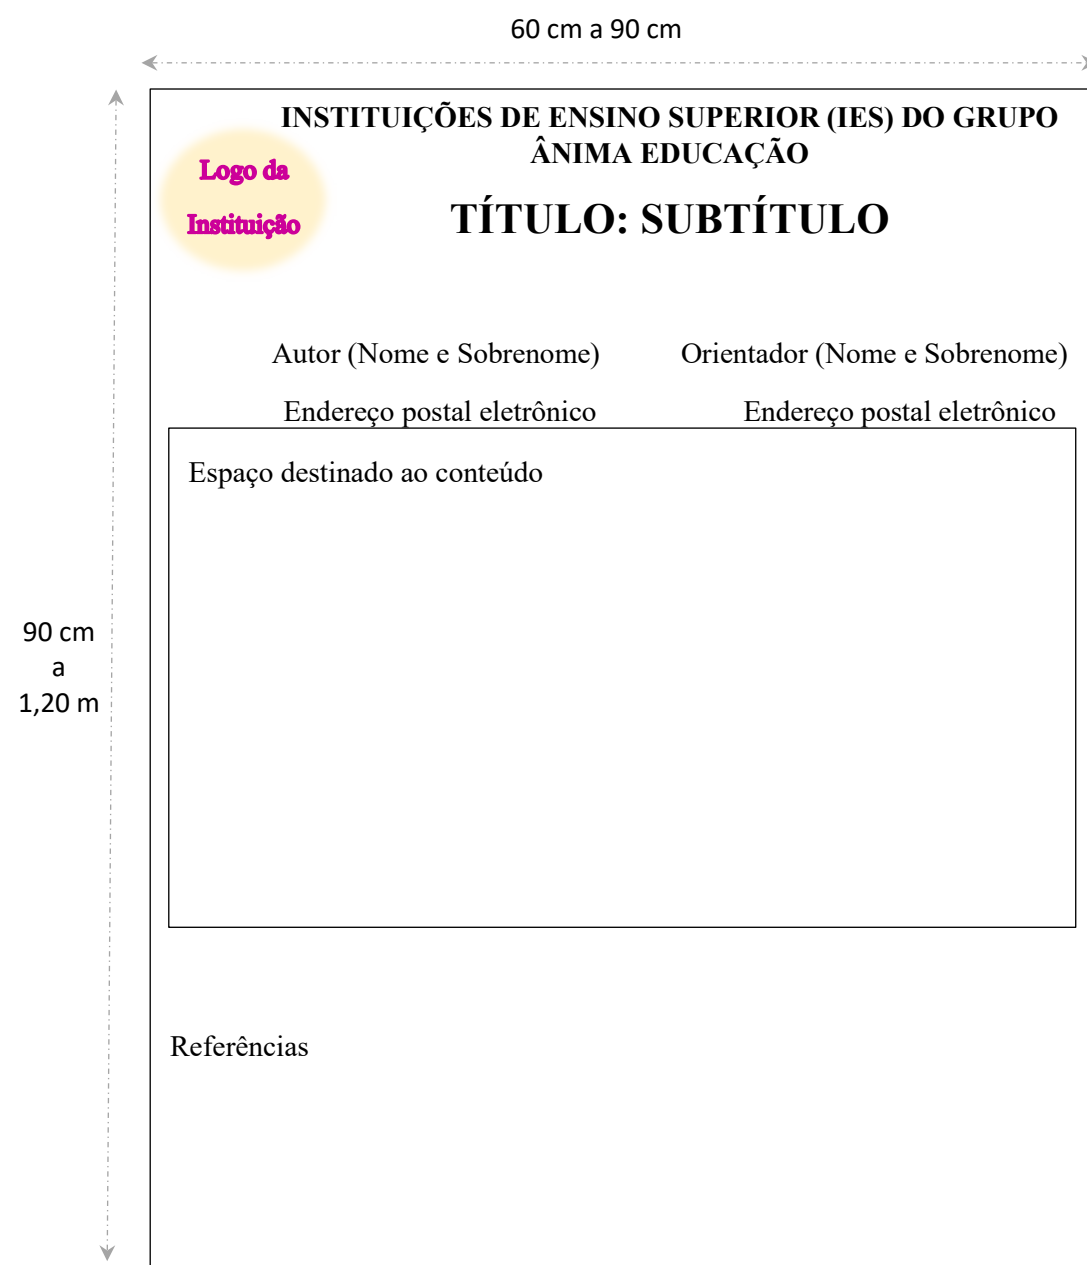 60 cm a 90 cm
INSTITUIÇÕES DE ENSINO SUPERIOR (IES) DO GRUPO
ÂNIMA EDUCAÇÃO
Logo da
Instituição
TÍTULO: SUBTÍTULO
Autor (Nome e Sobrenome)
Orientador (Nome e Sobrenome)
Endereço postal eletrônico
Endereço postal eletrônico
Espaço destinado ao conteúdo
90 cm
a
1,20 m
Referências